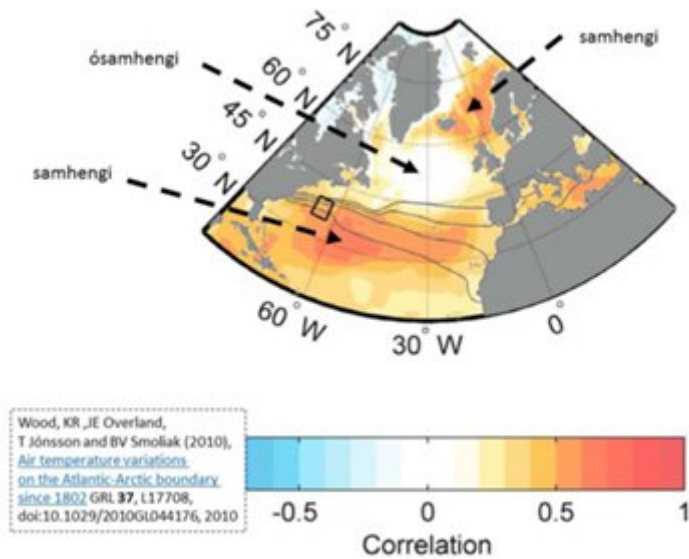 75° N
samhengi
ósamhengi
60° N
45° N
samhengi
30° N
60° W
30° W
0°
Wood, KR ,JE Overland,
T Jónsson and BV Smoliak (2010),
Air temperature variations
on the Atlantic-Arctic boundary
since 1802 GRL 37, L17708,
doi:10.1029/2010GL044176, 2010
-0.5
0
0.5
1
Correlation